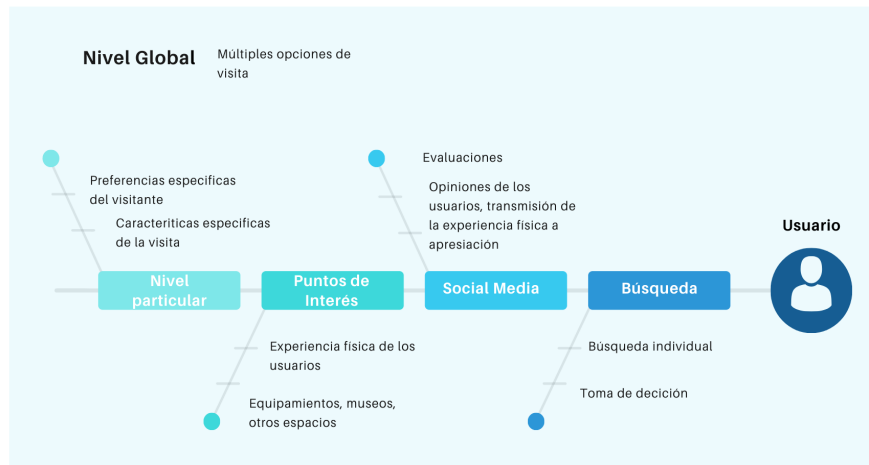 Nivel Global
Múltiples opciones de
visita
Preferencias especificas
del visitante
Caracteriticas especificas
de la visita
Evaluaciones
Opiniones de los
usuarios, transmisión de
la experiencia física a
apresiación
Usuario
Nivel
particular
Puntos de
Interés
Social Media
Búsqueda
Experiencia física de los
usuarios
Equipamientos, museos,
otros espacios
Búsqueda individual
Toma de decición